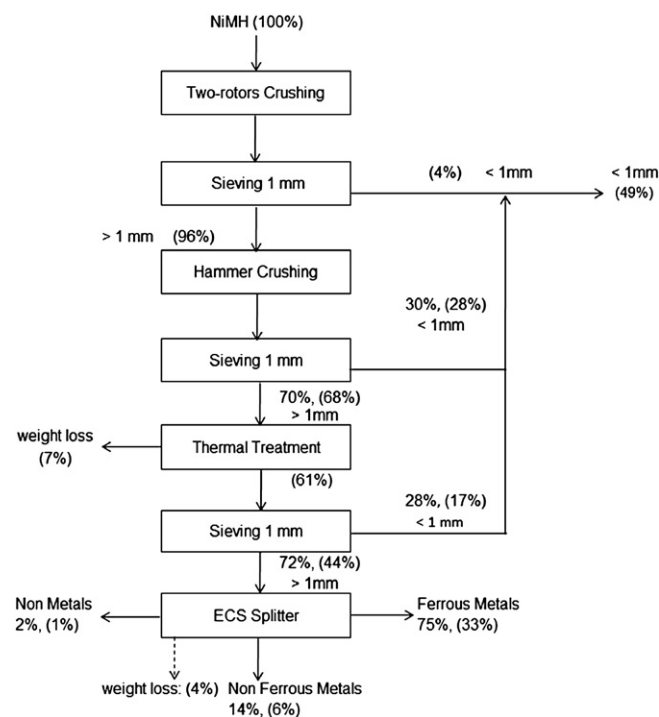 NiMH (100%)
Two-rotors Crushing
Sieving 1 mm
(4%) < 1mm
< 1mm
(49%)
> 1 mm (96%)
Hammer Crushing
30%, (28%)
< 1mm
Sieving 1 mm
70%, (68%)
> 1mm
weight loss
(7%)
Thermal Treatment
(61%)
28%, (17%)
< 1 mm
Sieving 1 mm
72%, (44%)
> 1mm
Non Metals
2%, (1%)
ECS Splitter
Ferrous Metals
75%, (33%)
weight loss: (4%)
Non Ferrous Metals
14%, (6%)